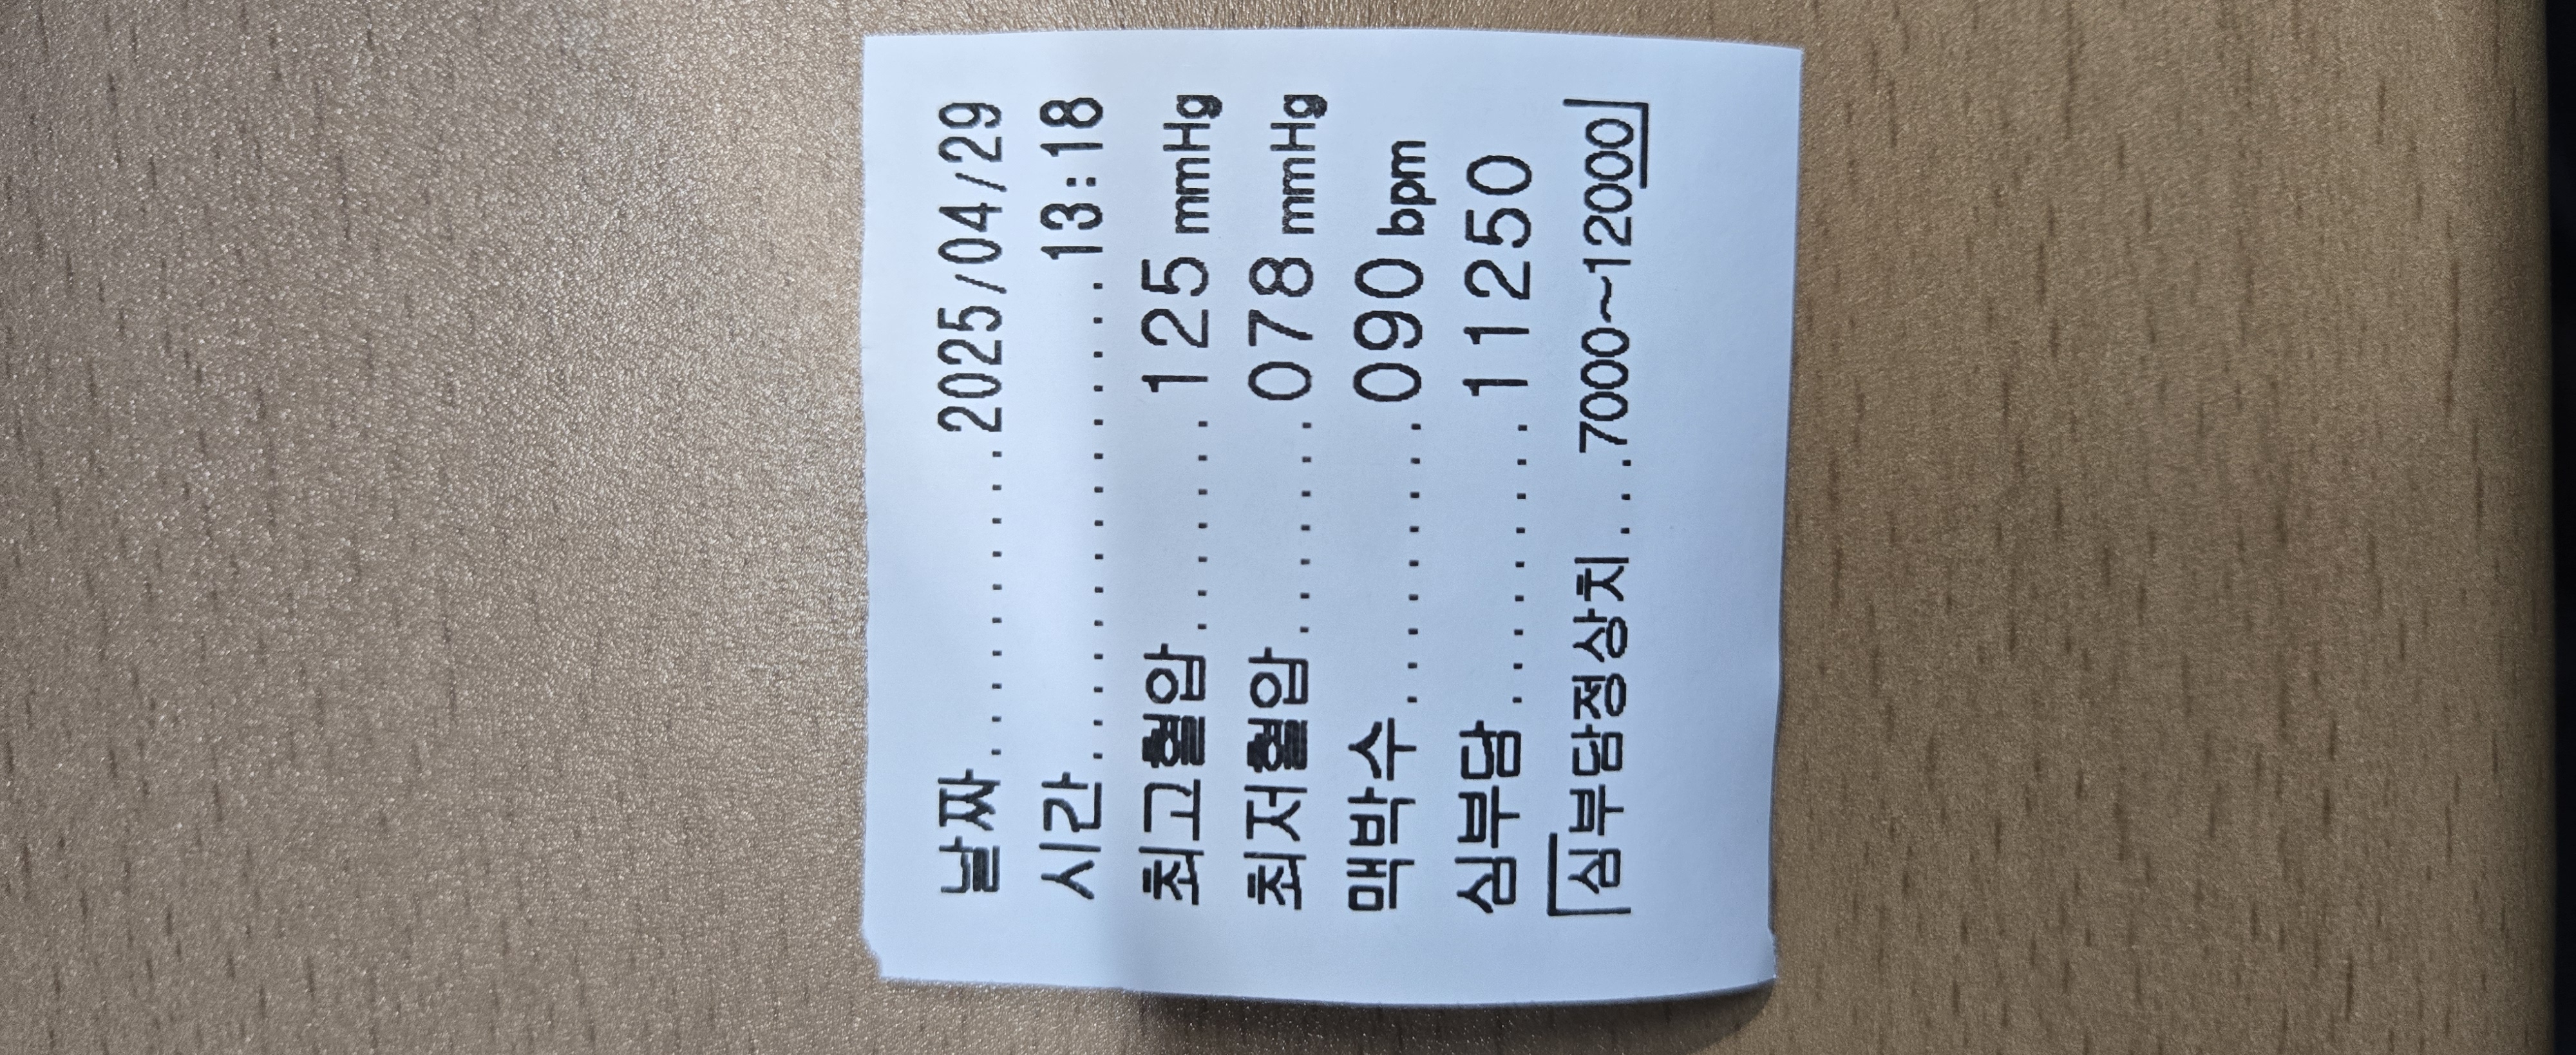 날짜............2025/04/29
시간................13:18
최고혈압.......125 mmHg
최저혈압.......078 mmHg
맥박수.........090 bpm
심부담.........11250
심부담정상치...7000~12000